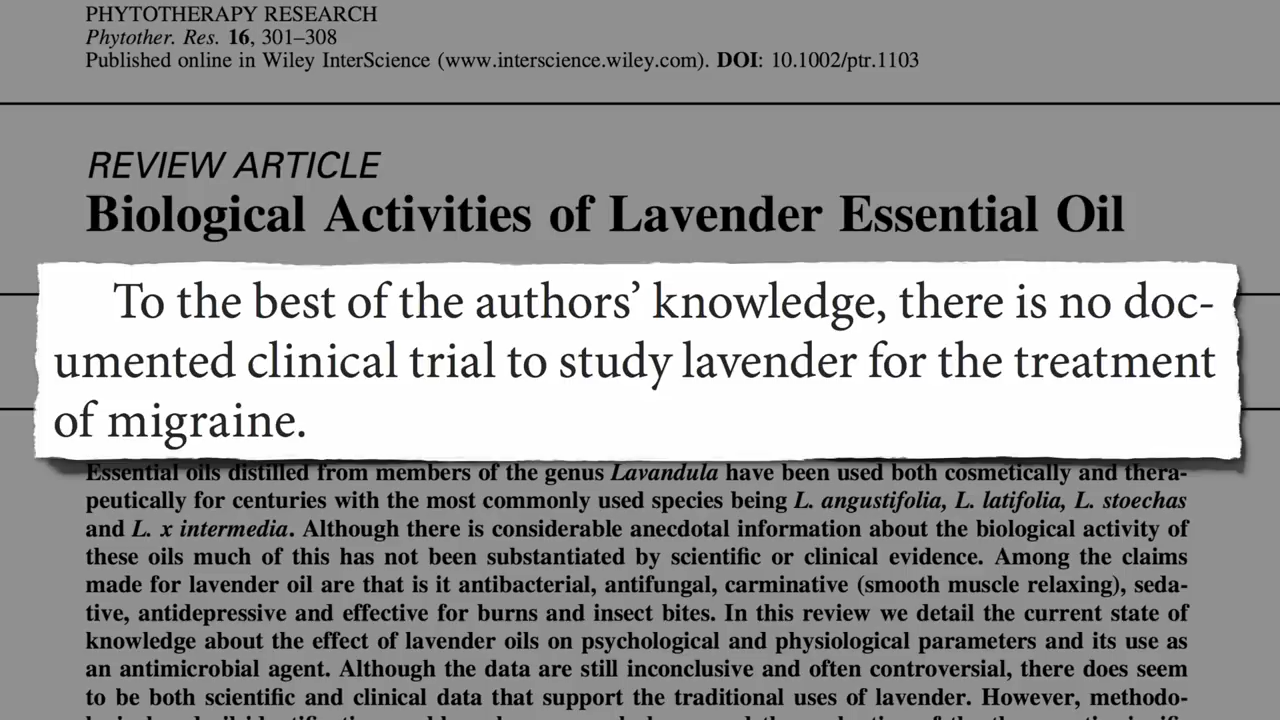 PHYTOTHERAPY RESEARCH
Phytother. Res. 16, 301–308
Published online in Wiley InterScience (www.interscience.wiley.com). DOI: 10.1002/ptr.1103
REVIEW ARTICLE
Biological Activities of Lavender Essential Oil
To the best of the authors’ knowledge, there is no doc-
umented clinical trial to study lavender for the treatment
of migraine.
Essential oils distilled from members of the genus Lavandula have been used both cosmetically and thera-
peutically for centuries with the most commonly used species being L. angustifolia, L. latifolia, L. stoechas
and L. x intermedia. Although there is considerable anecdotal information about the biological activity of
these oils much of this has not been substantiated by scientific or clinical evidence. Among the claims
made for lavender oil are that is it antibacterial, antifungal, carminative (smooth muscle relaxing), seda-
tive, antidepressive and effective for burns and insect bites. In this review we detail the current state of
knowledge about the effect of lavender oils on psychological and physiological parameters and its use as
an antimicrobial agent. Although the data are still inconclusive and often controversial, there does seem
to be both scientific and clinical data that support the traditional uses of lavender. However, methodo-